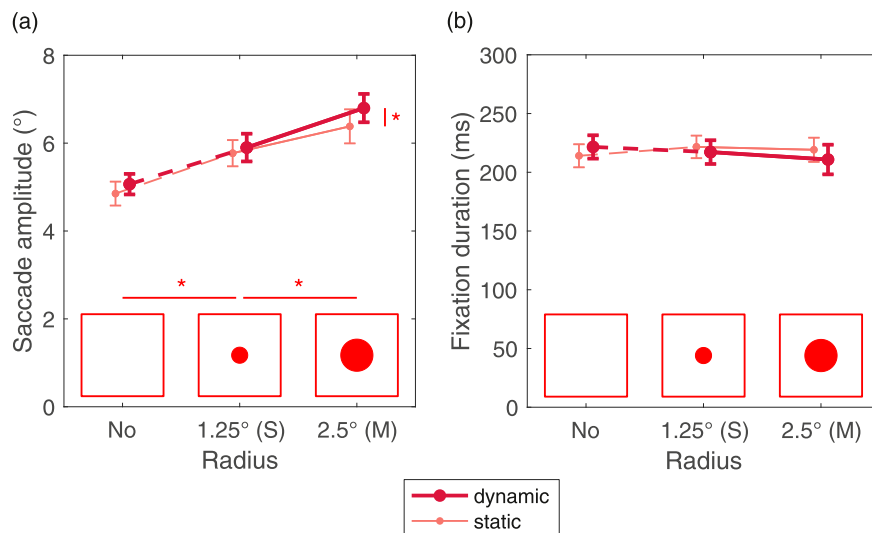 (a)
8
6
4
2
0
Saccade amplitude (°)
*
*
*
No
1.25° (S)
2.5° (M)
Radius
(b)
300
250
200
150
100
50
0
Fixation duration (ms)
No
1.25° (S)
2.5° (M)
Radius
dynamic
static